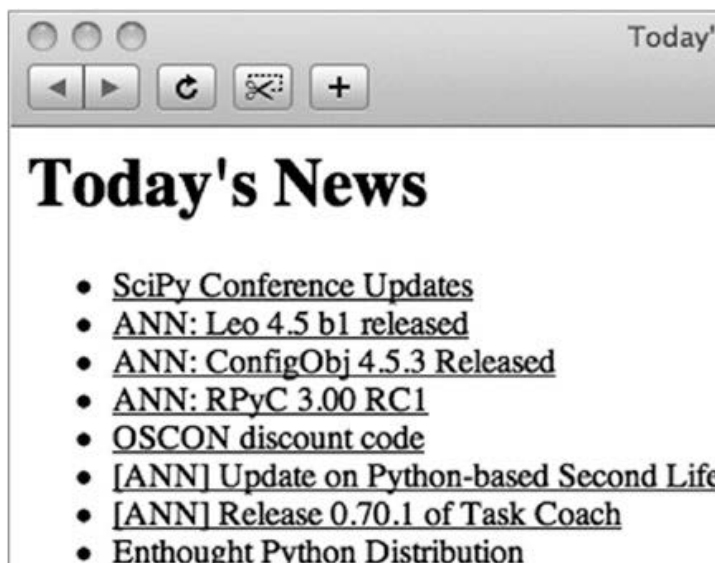 Today'
Today's News
• SciPy Conference Updates
• ANN: Leo 4.5 b1 released
• ANN: ConfigObj 4.5.3 Released
• ANN: RPyC 3.00 RC1
• OSCON discount code
• [ANN] Update on Python-based Second Life
• [ANN] Release 0.70.1 of Task Coach
• Enthought Python Distribution